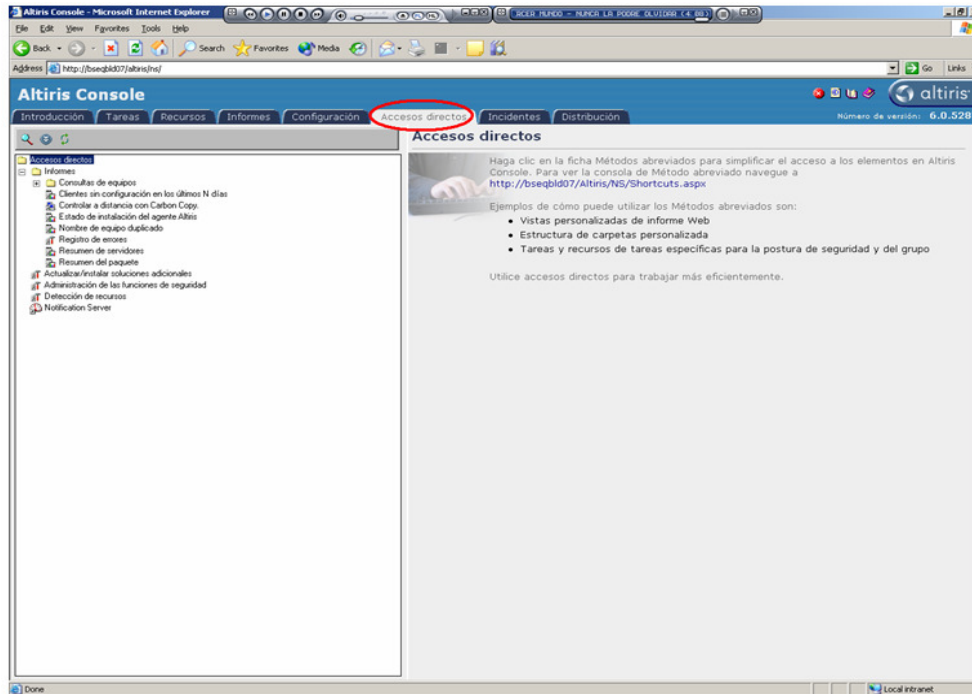 Altiris Console - Microsoft Internet Explorer
TERCER MUNDO - NUNCA LA PODRE OLVIDAR (4:08)
File Edit View Favorites Tools Help
Back Search Favorites Media
Address http://bseqbld07/altiris/ns/ Go Links
Altiris Console
altiris
Introducción Tareas Recursos Informes Configuración Accesos directos Incidentes Distribución
Número de versión: 6.0.528
Accesos directos
Accesos directos
Informes
Consultas de equipos
Clientes sin configuración en los últimos N días
Controlar a distancia con Carbon Copy.
Estado de instalación del agente Altiris
Nombre de equipo duplicado
Registro de errores
Resumen de servidores
Resumen del paquete
Actualizar/instalar soluciones adicionales
Administración de las funciones de seguridad
Detección de recursos
Notification Server
Haga clic en la ficha Métodos abreviados para simplificar el acceso a los elementos en Altiris
Console. Para ver la consola de Método abreviado navegue a
http://bseqbld07/Altiris/NS/Shortcuts.aspx
Ejemplos de cómo puede utilizar los Métodos abreviados son:
• Vistas personalizadas de informe Web
• Estructura de carpetas personalizada
• Tareas y recursos de tareas específicas para la postura de seguridad y del grupo
Utilice accesos directos para trabajar más eficientemente.
Done
Local intranet